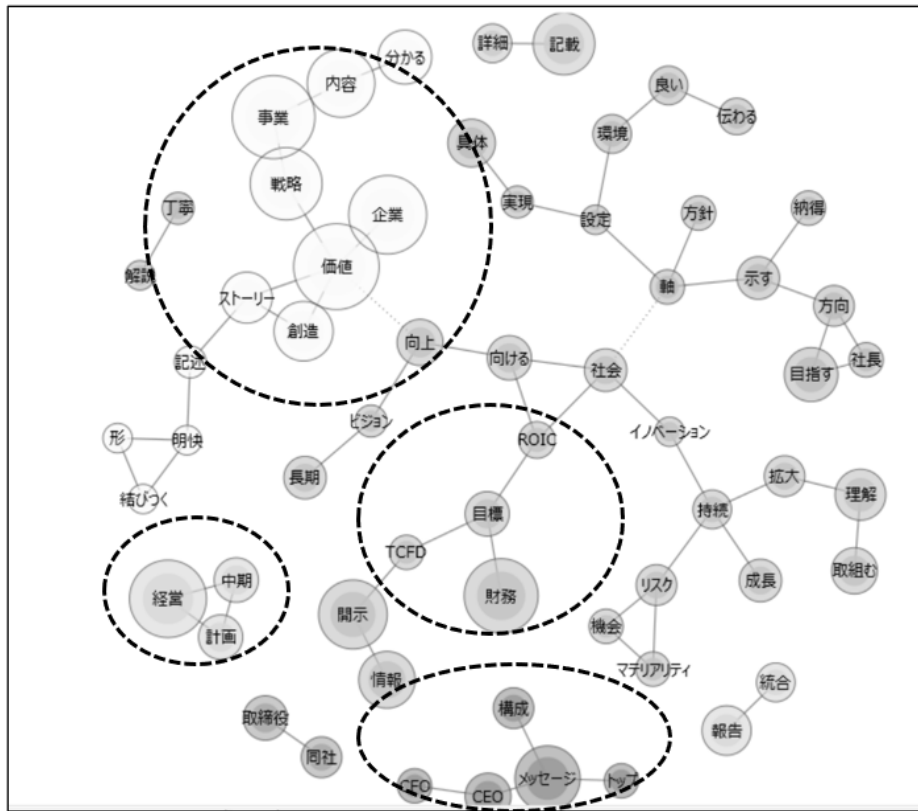 詳細
記載
分かる
内容
事業
良い
伝わる
環境
具体
戦略
実現
設定
方針
納得
丁寧
企業
解説
価値
軸
示す
ストーリー
創造
方向
向上
向ける
社会
社長
目指す
記述
ビジョン
ROIC
イノベーション
形
明快
長期
拡大
理解
結びつく
目標
持続
TCFD
中期
経営
計画
開示
財務
リスク
成長
取組む
機会
マテリアリティ
情報
統合
報告
構成
取締役
同社
メッセージ
トップ
CFO
CEO